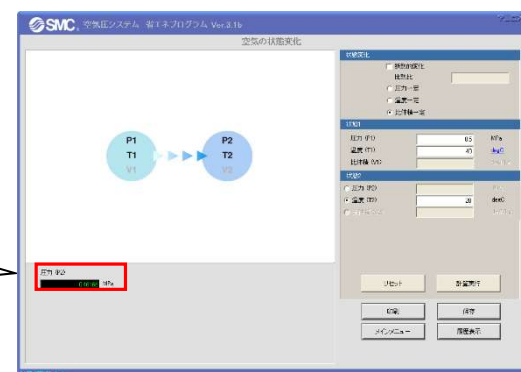 SMC. 空気圧システム 省エネプログラム Ver.3.1b
空気の状態変化
状態変化
断熱的変化
比熱比
圧力一定
温度一定
比体積一定
P1
T1
V1
P2
T2
V2
状態1
圧力 (P1) 0.5 MPa
温度 (T1) 40 degC
比体積 (V1)
状態2
圧力 (P2)
温度 (T2) 20 degC
圧力 (P2)
MPa
リセット
計算実行
印刷
保存
メインメニュー
履歴表示